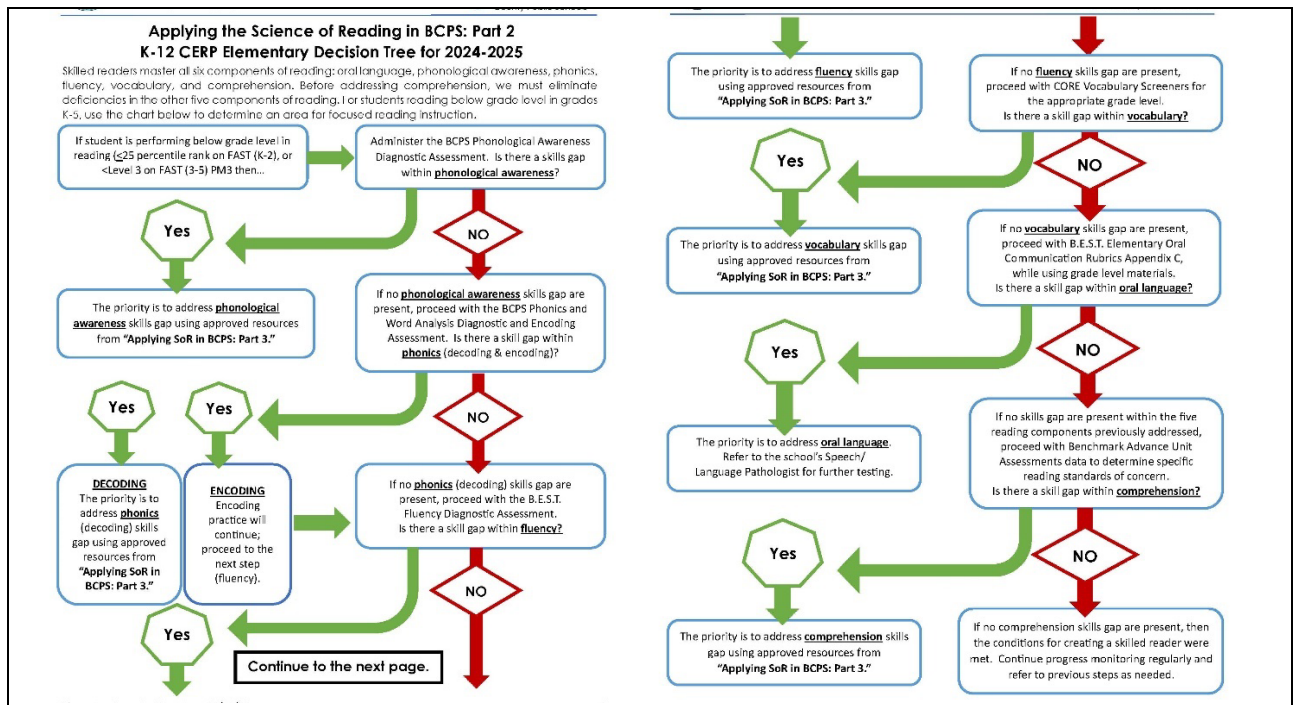 Applying the Science of Reading in BCPS: Part 2
K-12 CERP Elementary Decision Tree for 2024-2025
Skilled readers master all six components of reading: oral language, phonological awareness, phonics,
fluency, vocabulary, and comprehension. Before addressing comprehension, we must eliminate
deficiencies in the other five components of reading. For students reading below grade level in grades
K-5, use the chart below to determine an area for focused reading instruction.
If student is performing below grade level in
reading (≤25 percentile rank on FAST (K-2), or
<Level 3 on FAST (3-5) PM3 then...
Administer the BCPS Phonological Awareness
Diagnostic Assessment. Is there a skills gap
within phonological awareness?
Yes
NO
The priority is to address phonological
awareness skills gap using approved resources
from “Applying SoR in BCPS: Part 3.”
If no phonological awareness skills gap are
present, proceed with the BCPS Phonics and
Word Analysis Diagnostic and Encoding
Assessment. Is there a skill gap within
phonics (decoding & encoding)?
Yes
Yes
NO
DECODING
The priority is to
address phonics
(decoding) skills
gap using approved
resources from
“Applying SoR in
BCPS: Part 3.”
ENCODING
Encoding
practice will
continue;
proceed to the
next step
(fluency).
If no phonics (decoding) skills gap are
present, proceed with the B.E.S.T.
Fluency Diagnostic Assessment.
Is there a skill gap within fluency?
Yes
NO
Continue to the next page.
The priority is to address fluency skills gap
using approved resources from
“Applying SoR in BCPS: Part 3.”
If no fluency skills gap are present,
proceed with CORE Vocabulary Screeners for
the appropriate grade level.
Is there a skill gap within vocabulary?
Yes
NO
The priority is to address vocabulary skills gap
using approved resources from
“Applying SoR in BCPS: Part 3.”
If no vocabulary skills gap are present,
proceed with B.E.S.T. Elementary Oral
Communication Rubrics Appendix C,
while using grade level materials.
Is there a skill gap within oral language?
Yes
NO
The priority is to address oral language.
Refer to the school’s Speech/
Language Pathologist for further testing.
If no skills gap are present within the five
reading components previously addressed,
proceed with Benchmark Advance Unit
Assessments data to determine specific
reading standards of concern.
Is there a skill gap within comprehension?
Yes
NO
The priority is to address comprehension skills
gap using approved resources from
“Applying SoR in BCPS: Part 3.”
If no comprehension skills gap are present, then
the conditions for creating a skilled reader were
met. Continue progress monitoring regularly and
refer to previous steps as needed.